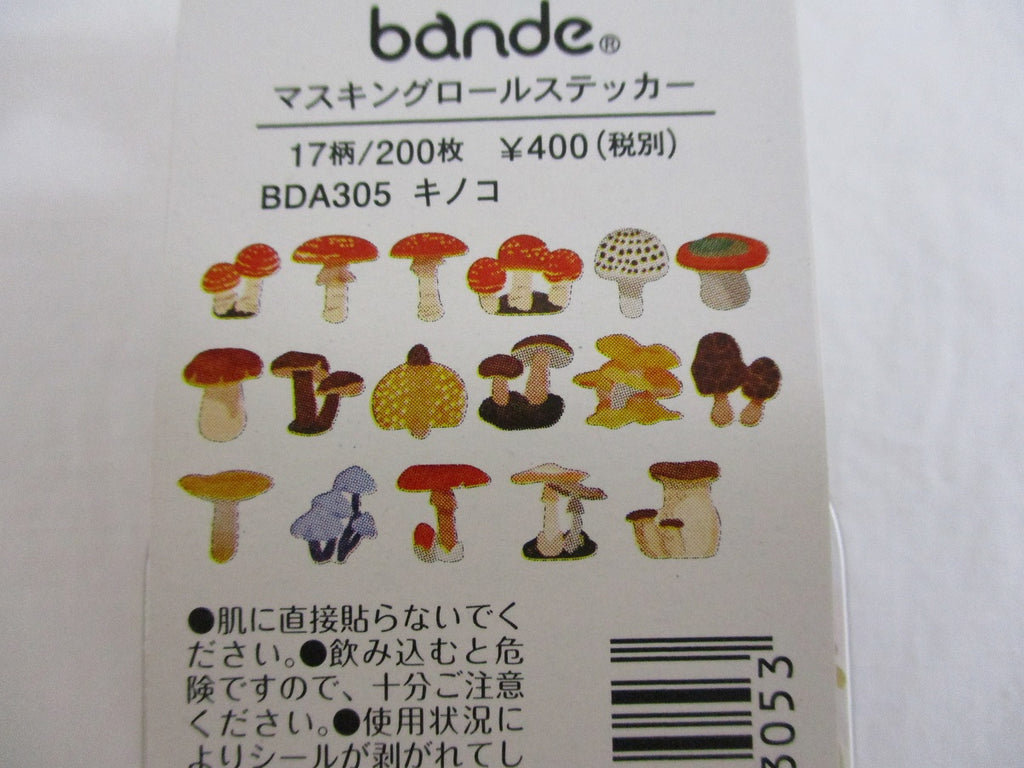 bande®
マスキングロールステッカー
17柄/200枚 ¥400(税別)
BDA305 キノコ
●肌に直接貼らないでく
ださい。●飲み込むと危
険ですので、十分ご注意
ください。●使用状況に
よりシールが剥がれてし
3053